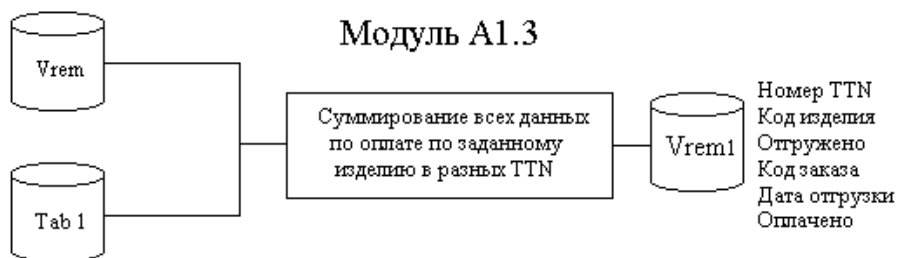 Модуль А1.3
Vrem
Tab 1
Суммирование всех данных
по оплате по заданному
изделию в разных TTN
Vrem1
Номер TTN
Код изделия
Отгружено
Код заказа
Дата отгрузки
Оплачено